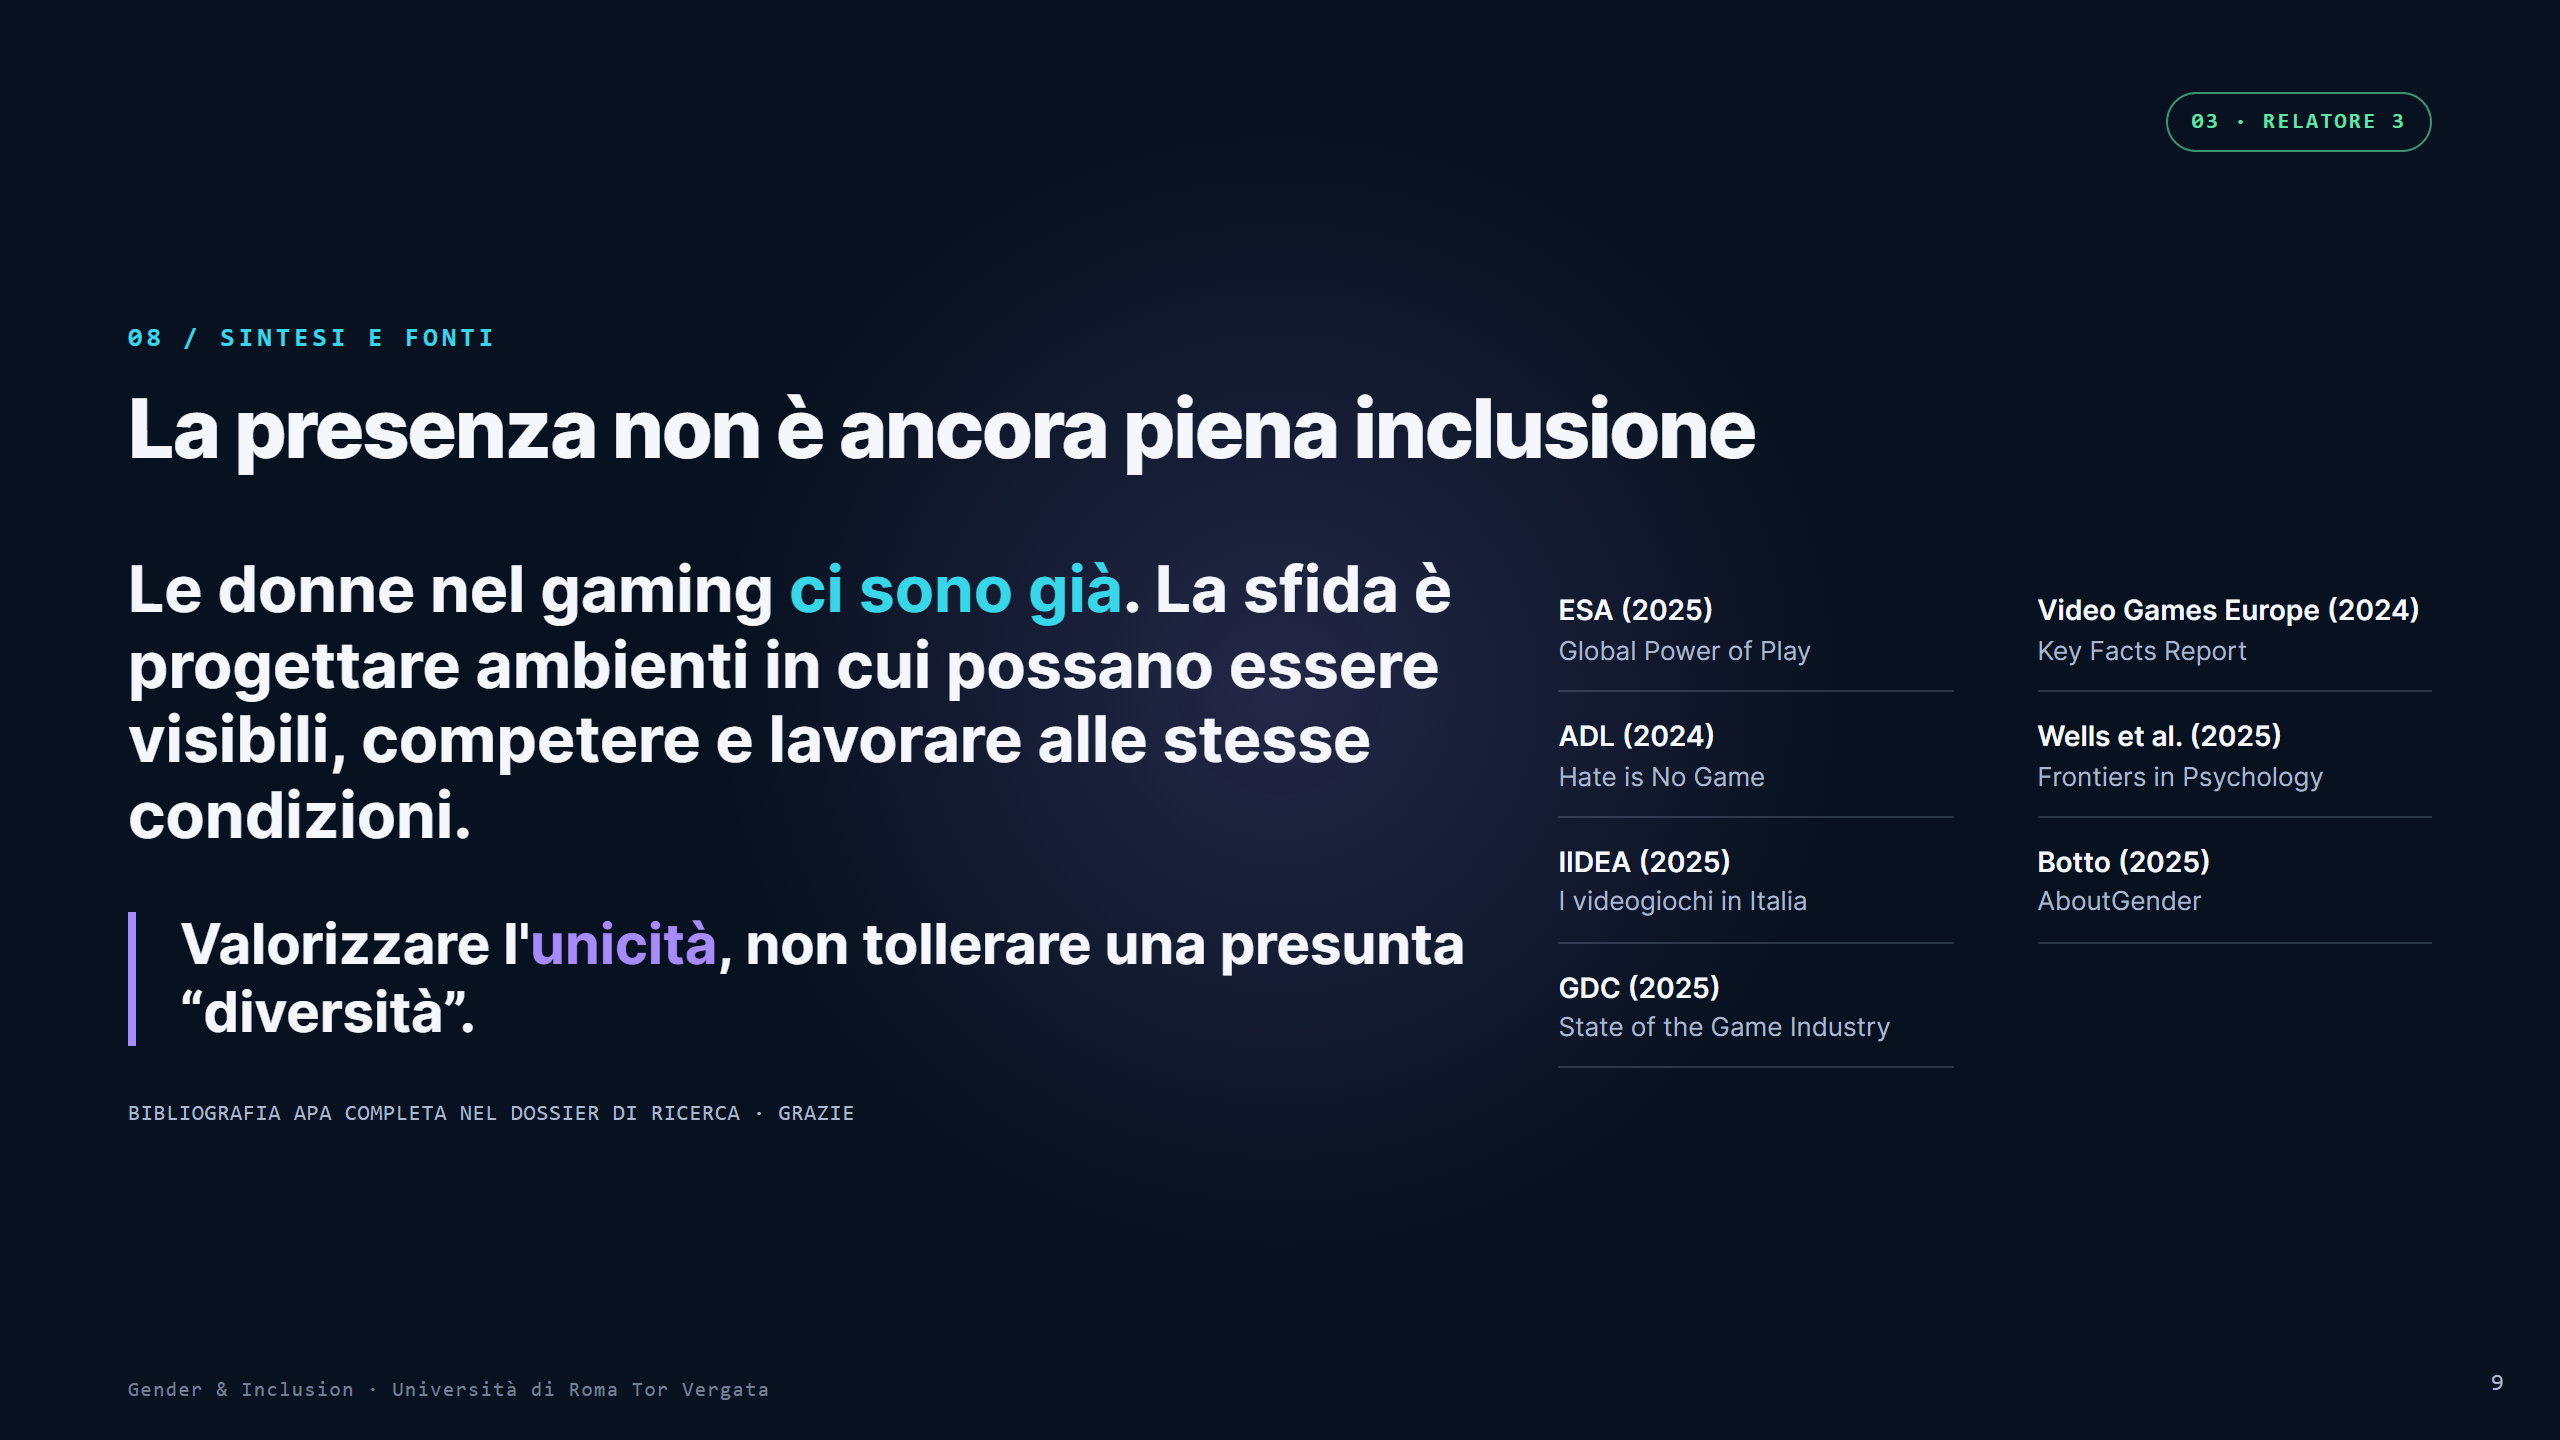 03 · RELATORE 3
08 / SINTESI E FONTI
La presenza non è ancora piena inclusione
Le donne nel gaming ci sono già. La sfida è
progettare ambienti in cui possano essere
visibili, competere e lavorare alle stesse
condizioni.
Valorizzare l'unicità, non tollerare una presunta
“diversità”.
BIBLIOGRAFIA APA COMPLETA NEL DOSSIER DI RICERCA · GRAZIE
ESA (2025)
Global Power of Play
ADL (2024)
Hate is No Game
IIDEA (2025)
I videogiochi in Italia
GDC (2025)
State of the Game Industry
Video Games Europe (2024)
Key Facts Report
Wells et al. (2025)
Frontiers in Psychology
Botto (2025)
AboutGender
Gender & Inclusion · Università di Roma Tor Vergata
9